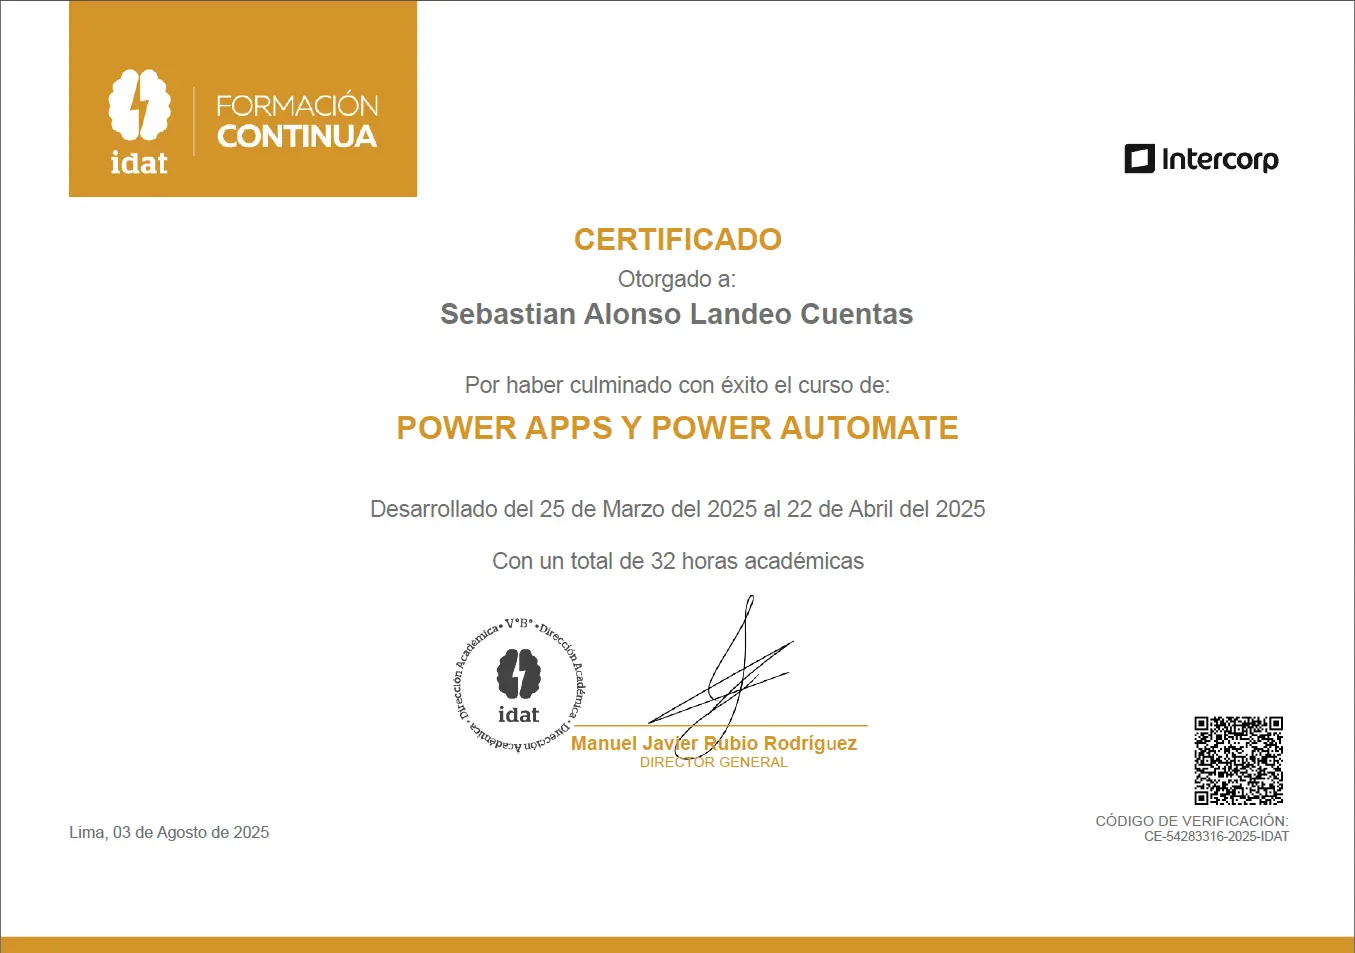 idat
FORMACIÓN
CONTINUA
Intercorp
CERTIFICADO
Otorgado a:
Sebastian Alonso Landeo Cuentas
Por haber culminado con éxito el curso de:
POWER APPS Y POWER AUTOMATE
Desarrollado del 25 de Marzo del 2025 al 22 de Abril del 2025
Con un total de 32 horas académicas
• V°B° • Dirección Académica • Dirección Académica • Dirección Académica
idat
Manuel Javier Rubio Rodríguez
DIRECTOR GENERAL
Lima, 03 de Agosto de 2025
CÓDIGO DE VERIFICACIÓN:
CE-54283316-2025-IDAT